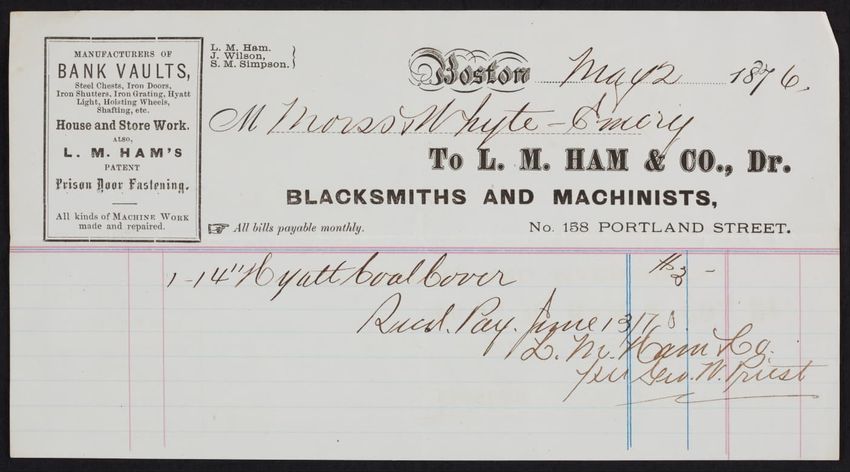 MANUFACTURERS OF
BANK VAULTS,
Steel Chests, Iron Doors,
Iron Shutters, Iron Grating, Hyatt
Light, Hoisting Wheels,
Shafting, etc.
House and Store Work.
ALSO,
L. M. HAM'S
PATENT
Prison Door Fastening.
All kinds of MACHINE WORK
made and repaired.
L. M. Ham.
J. Wilson,
S. M. Simpson.
Boston May 2 1876.
M Morss & Whyte - Emery
To L. M. HAM & CO., Dr.
BLACKSMITHS AND MACHINISTS,
☞ All bills payable monthly.
No. 158 PORTLAND STREET.
1-14" Hyatt Coal Cover $3 -
Recd. Pay. June 13/76
L. M. Ham & Co.
per Geo. W. Priest